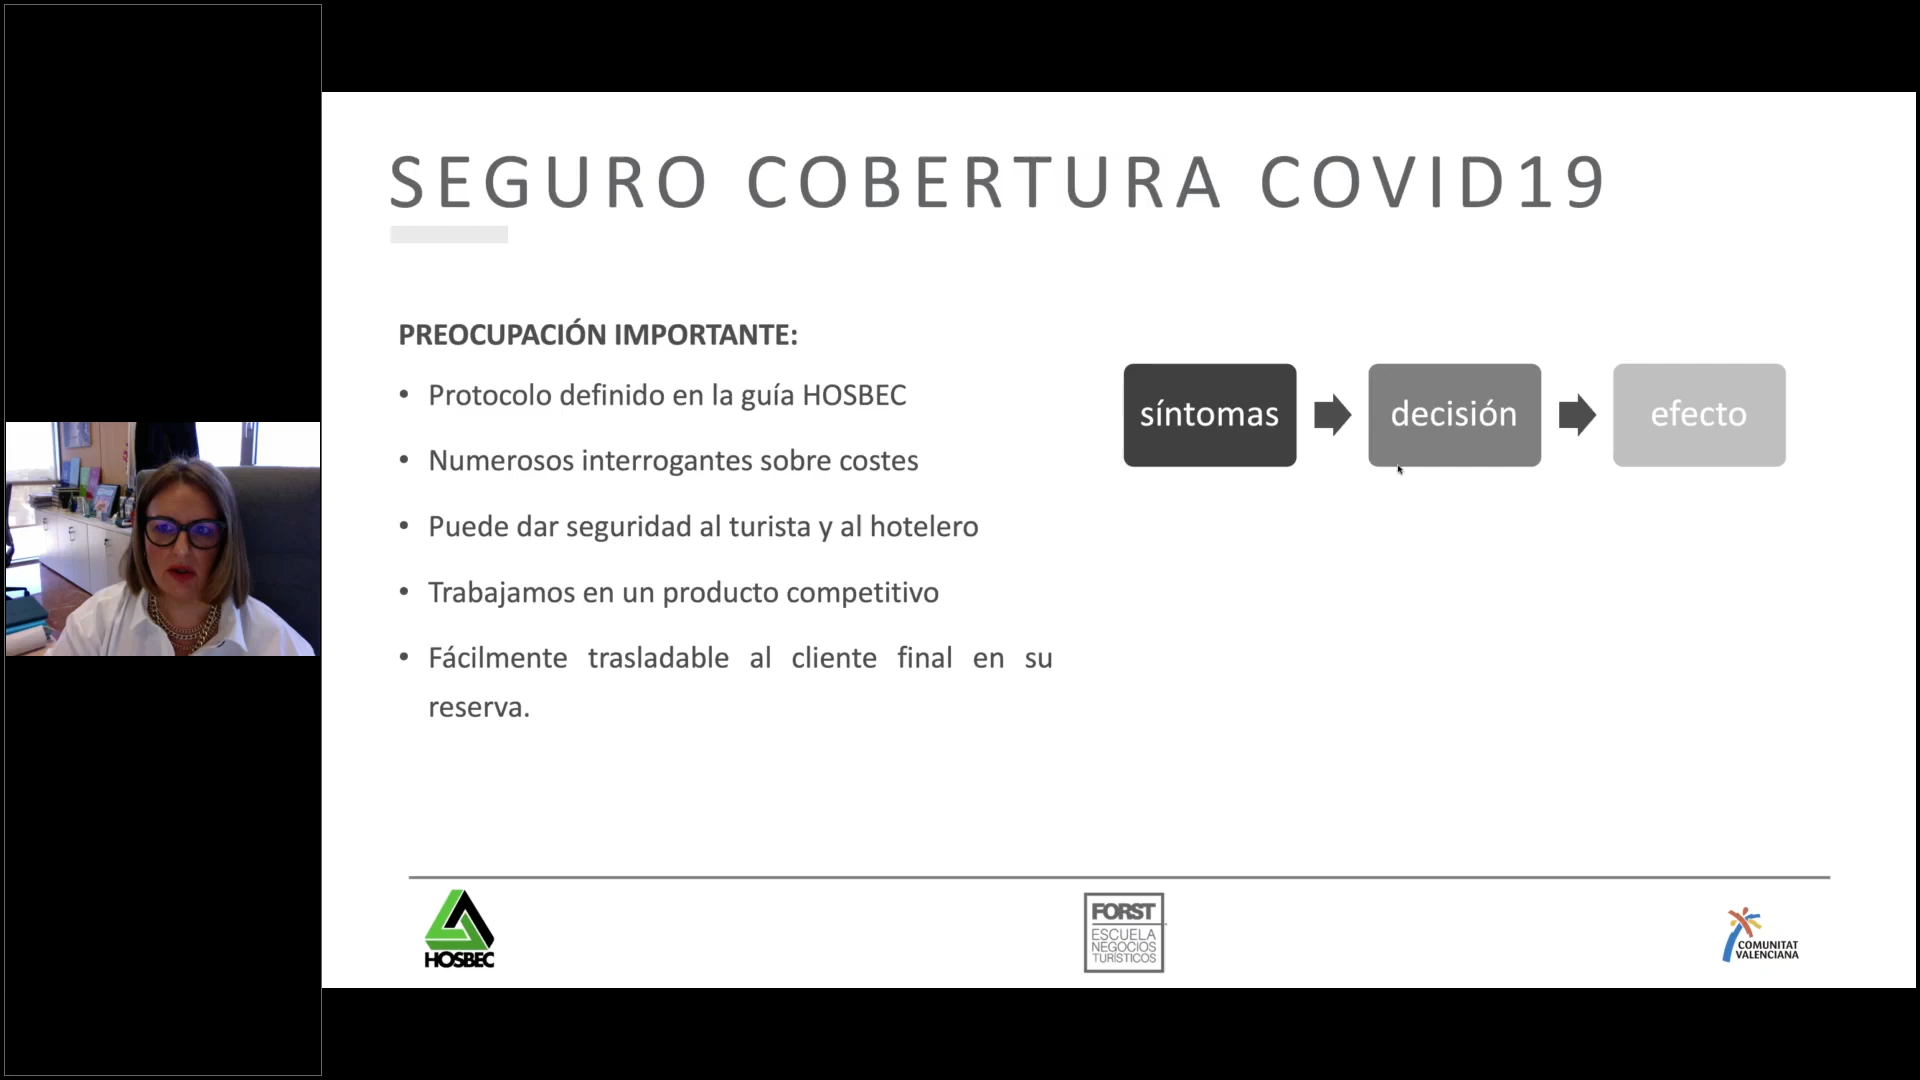 SEGURO COBERTURA COVID19
PREOCUPACIÓN IMPORTANTE:
• Protocolo definido en la guía HOSBEC
• Numerosos interrogantes sobre costes
• Puede dar seguridad al turista y al hotelero
• Trabajamos en un producto competitivo
• Fácilmente trasladable al cliente final en su
reserva.
síntomas
decisión
efecto
HOSBEC
FORST
ESCUELA
NEGOCIOS
TURÍSTICOS
COMUNITAT
VALENCIANA